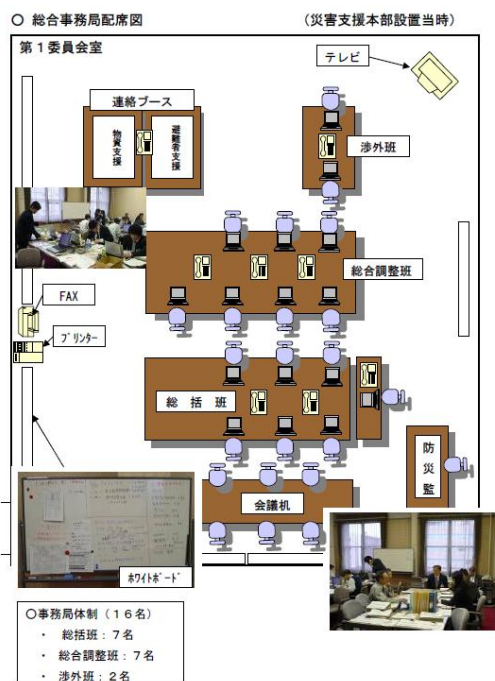 ○ 総合事務局配席図 (災害支援本部設置当時)
第1委員会室
テレビ
連絡ブース
物資支援
避難者支援
渉外班
総合調整班
FAX
プリンター
総括班
防災監
会議机
ホワイトボード
○事務局体制(16名)
・ 総括班:7名
・ 総合調整班:7名
・ 渉外班:2名